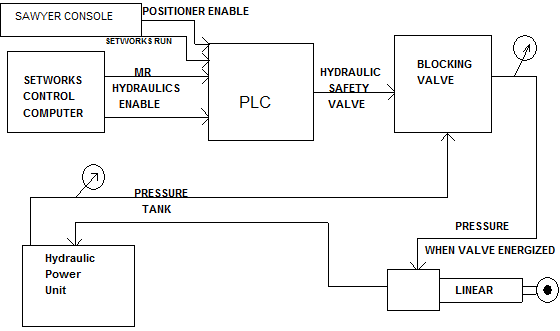 SAWYER CONSOLE
POSITIONER ENABLE
SETWORKS RUN
SETWORKS
CONTROL
COMPUTER
MR
HYDRAULICS
ENABLE
PLC
HYDRAULIC
SAFETY
VALVE
BLOCKING
VALVE
PRESSURE
TANK
PRESSURE
WHEN VALVE ENERGIZED
Hydraulic
Power
Unit
LINEAR